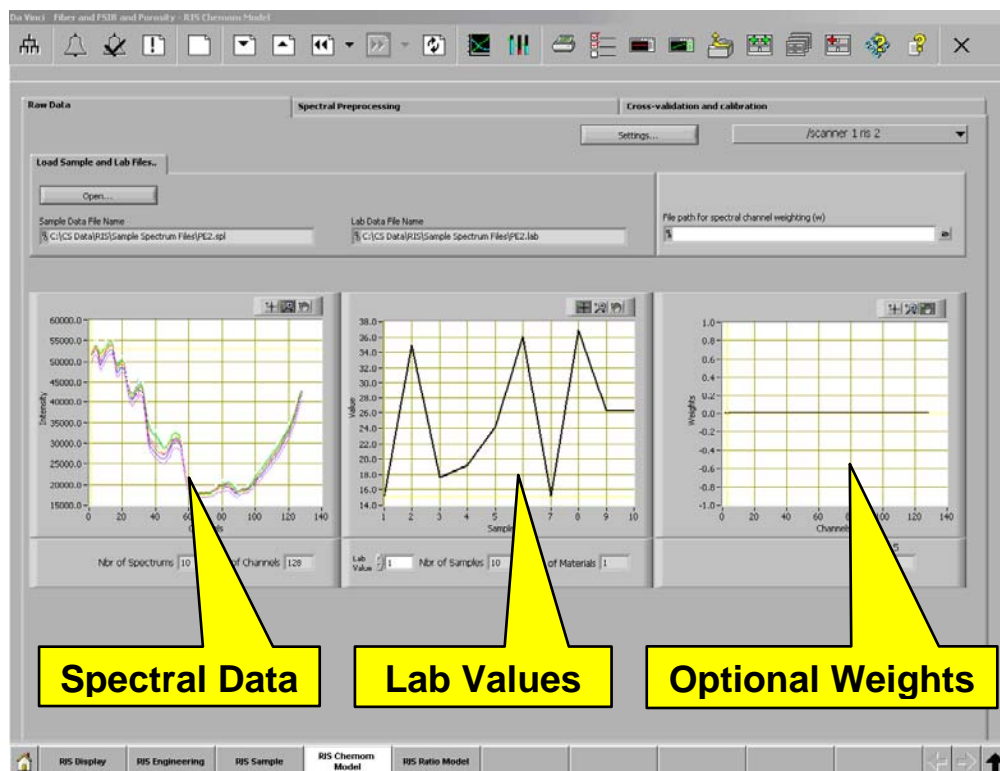 Da Vinci Fiber and FSIR and Porosity - RIS Chemom Model
Raw Data
Spectral Preprocessing
Cross-validation and calibration
Settings...
/scanner 1 ris 2
Load Sample and Lab Files..
Open...
Sample Data File Name
C:\CS Data\RIS\Sample Spectrum Files\PE2.spl
Lab Data File Name
C:\CS Data\RIS\Sample Spectrum Files\PE2.lab
File path for spectral channel weighting (w)
60000.0
55000.0
50000.0
45000.0
40000.0
35000.0
30000.0
25000.0
20000.0
15000.0
Intensity
0 20 40 60 80 100 120 140
38.0
36.0
34.0
32.0
30.0
28.0
26.0
24.0
22.0
20.0
18.0
16.0
14.0
Value
1 2 3 4 5 6 7 8 9 10
1.0
0.8
0.6
0.4
0.2
0.0
-0.2
-0.4
-0.6
-0.8
-1.0
Weights
0 20 40 60 100 120 140
Channels
Nbr of Spectrums 10 of Channels 128
Lab Value 1 Nbr of Samples 10 of Materials 1
Spectral Data
Lab Values
Optional Weights
RIS Display
RIS Engineering
RIS Sample
RIS Chemom
Model
RIS Ratio Model